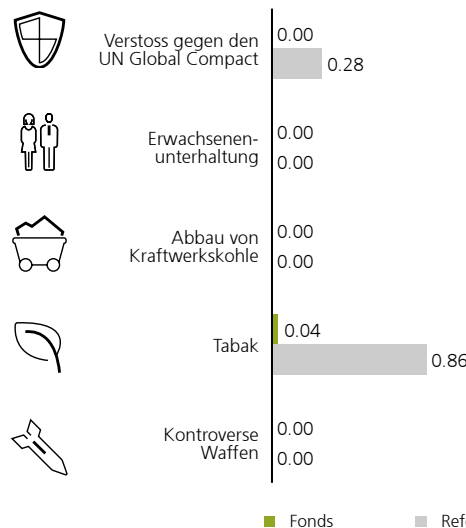 Verstoss gegen den
UN Global Compact
0.00
0.28
Erwachsenen-
unterhaltung
0.00
0.00
Abbau von
Kraftwerkskohle
0.00
0.00
Tabak
0.04
0.86
Kontroverse
Waffen
0.00
0.00
Fonds